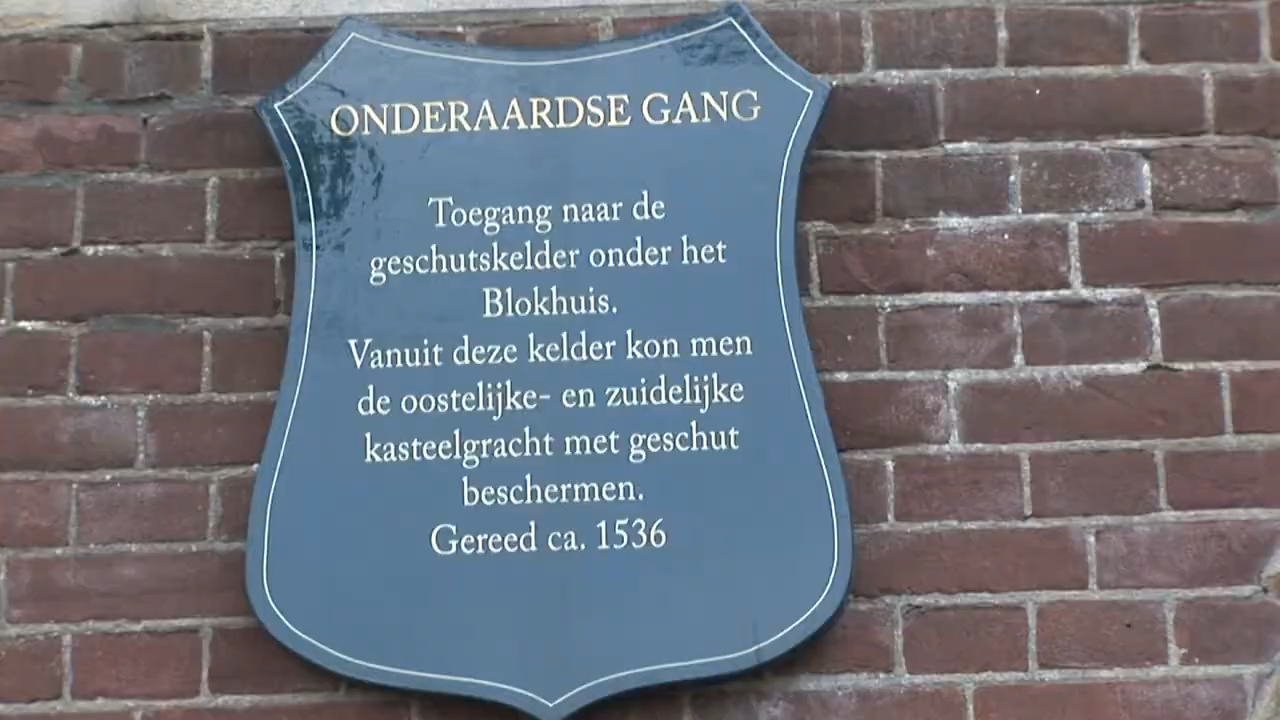 ONDERAARDSE GANG
Toegang naar de
geschutskelder onder het
Blokhuis.
Vanuit deze kelder kon men
de oostelijke- en zuidelijke
kasteelgracht met geschut
beschermen.
Gereed ca. 1536